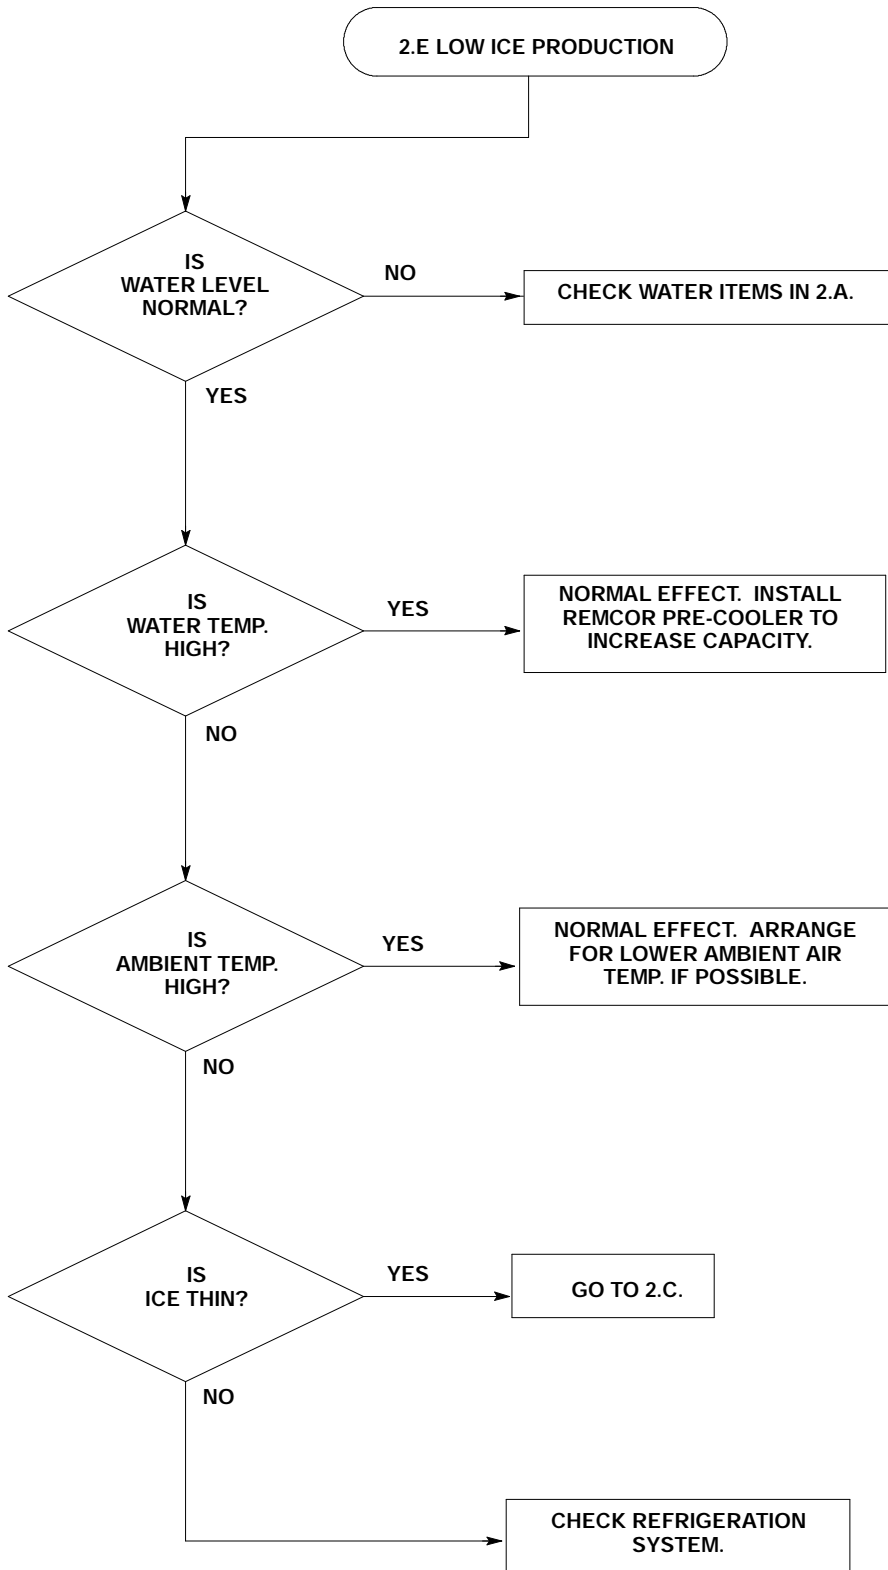 2.E LOW ICE PRODUCTION
IS
WATER LEVEL
NORMAL?
NO
CHECK WATER ITEMS IN 2.A.
YES
IS
WATER TEMP.
HIGH?
YES
NORMAL EFFECT. INSTALL
REMCOR PRE-COOLER TO
INCREASE CAPACITY.
NO
IS
AMBIENT TEMP.
HIGH?
YES
NORMAL EFFECT. ARRANGE
FOR LOWER AMBIENT AIR
TEMP. IF POSSIBLE.
NO
IS
ICE THIN?
YES
GO TO 2.C.
NO
CHECK REFRIGERATION
SYSTEM.